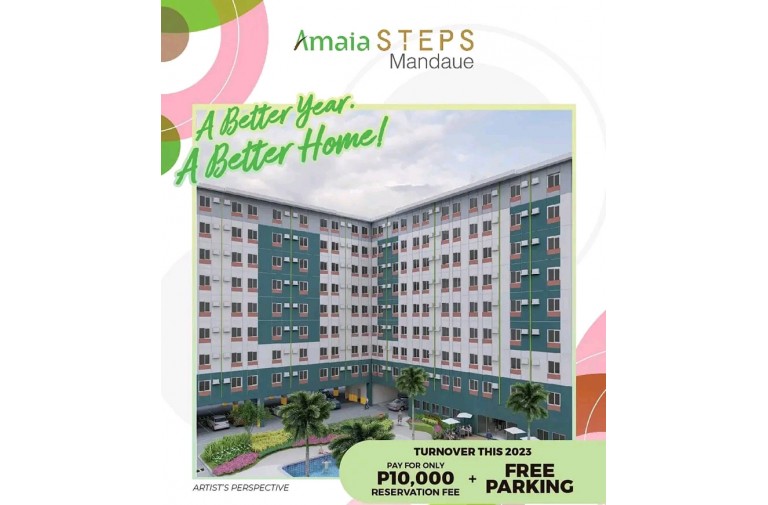 Amaia STEPS
Mandaue
A Better Year.
A Better Home!
TURNOVER THIS 2023
PAY FOR ONLY
P10,000
RESERVATION FEE
+
FREE
PARKING
ARTIST'S PERSPECTIVE